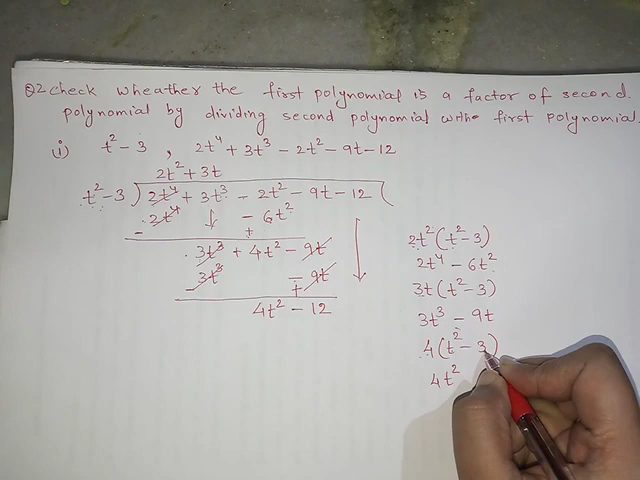 Q2 check wheather the first polynomial is a factor of second.
polynomial by dividing second polynomial withe first polynomial.
i) t² - 3 , 2t⁴ + 3t³ - 2t² - 9t - 12
2t² + 3t
t² - 3 ) 2t⁴ + 3t³ - 2t² - 9t - 12 (
2t⁴ ↓ - 6t²
- +
3t³ + 4t² - 9t
3t³ - 9t
- +
4t² - 12
2t² (t² - 3)
2t⁴ - 6t²
3t (t² - 3)
3t³ - 9t
4 (t² - 3)
4t²